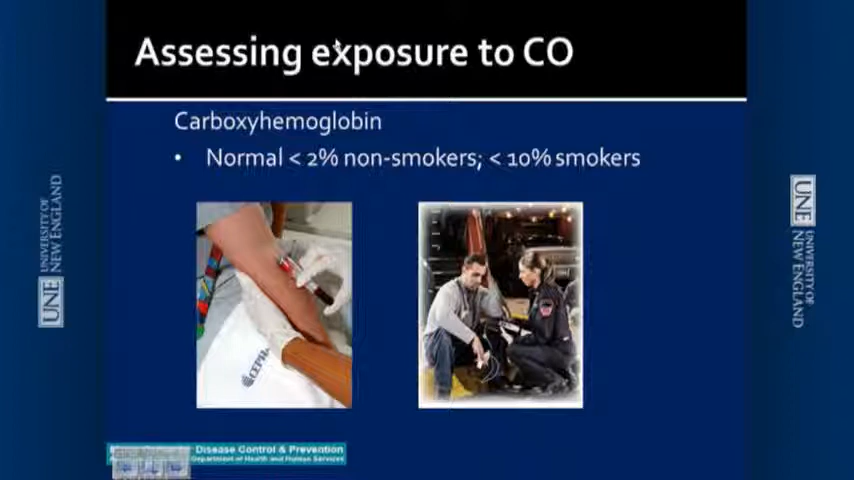 Assessing exposure to CO
Carboxyhemoglobin
• Normal < 2% non-smokers; < 10% smokers
UNE UNIVERSITY OF
NEW ENGLAND
UNE UNIVERSITY OF
NEW ENGLAND
Disease Control & Prevention
Department of Health and Human Services